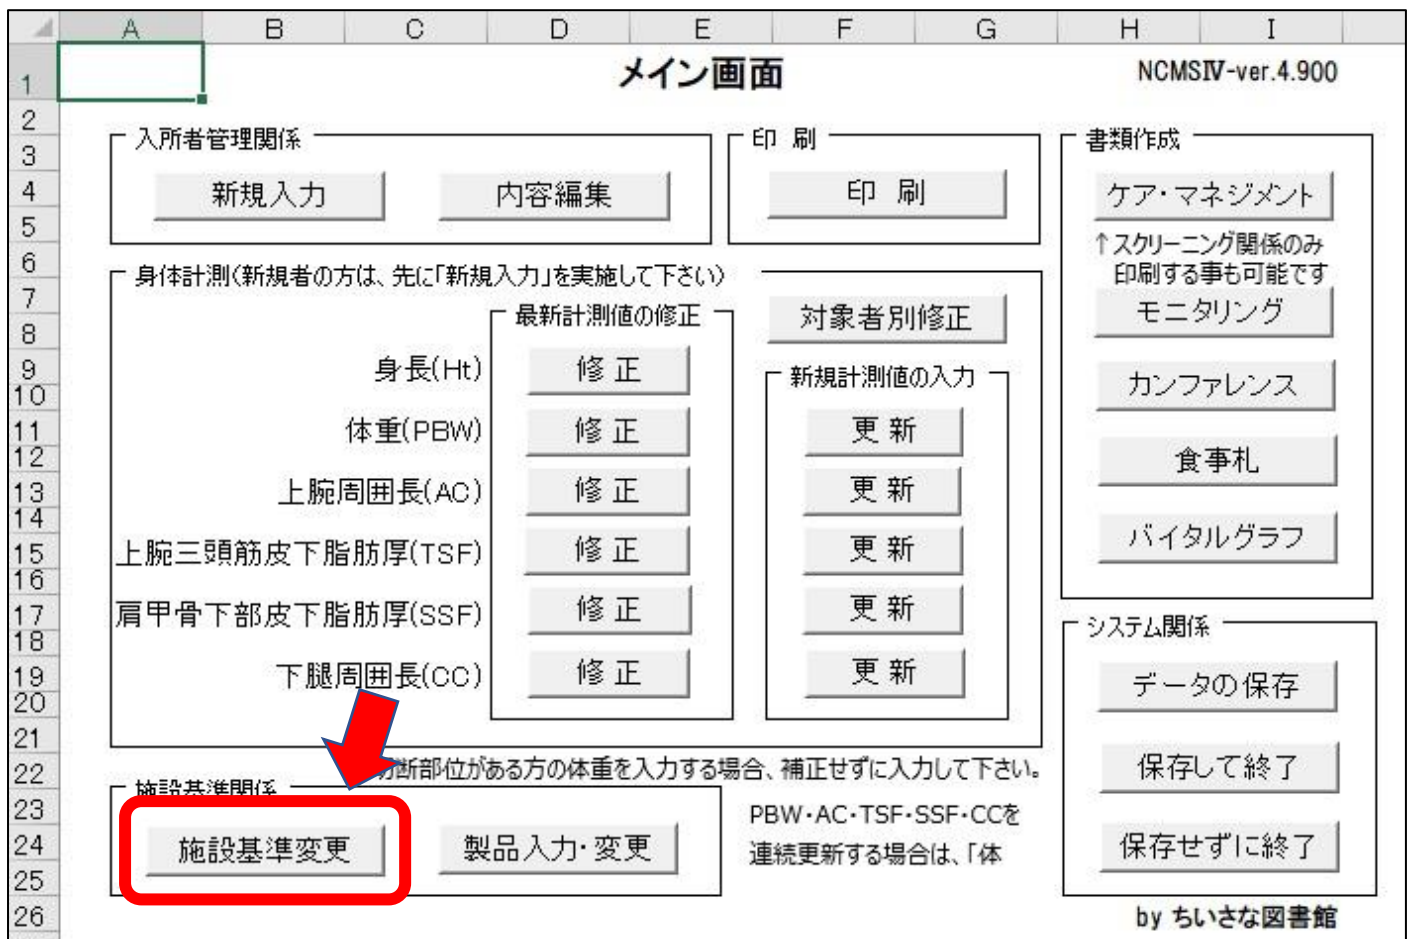 A B C D E F G H I
1 メイン画面 NCMSⅣ-ver.4.900
2
3 入所者管理関係 印 刷 書類作成
4 新規入力 内容編集 印 刷 ケア・マネジメント
5 ↑スクリーニング関係のみ
6 身体計測(新規者の方は、先に「新規入力」を実施して下さい) 印刷する事も可能です
7 最新計測値の修正 対象者別修正 モニタリング
8
9 身長(Ht) 修 正 新規計測値の入力 カンファレンス
10
11 体重(PBW) 修 正 更 新
12 食事札
13 上腕周囲長(AC) 修 正 更 新
14
15 上腕三頭筋皮下脂肪厚(TSF) 修 正 更 新 バイタルグラフ
16
17 肩甲骨下部皮下脂肪厚(SSF) 修 正 更 新 システム関係
18
19 下腿周囲長(CC) 修 正 更 新 データの保存
20
21
22 切断部位がある方の体重を入力する場合、補正せずに入力して下さい。 保存して終了
施設基準関係
23 PBW・AC・TSF・SSF・CCを
24 施設基準変更 製品入力・変更 連続更新する場合は、「体 保存せずに終了
25
26 by ちいさな図書館